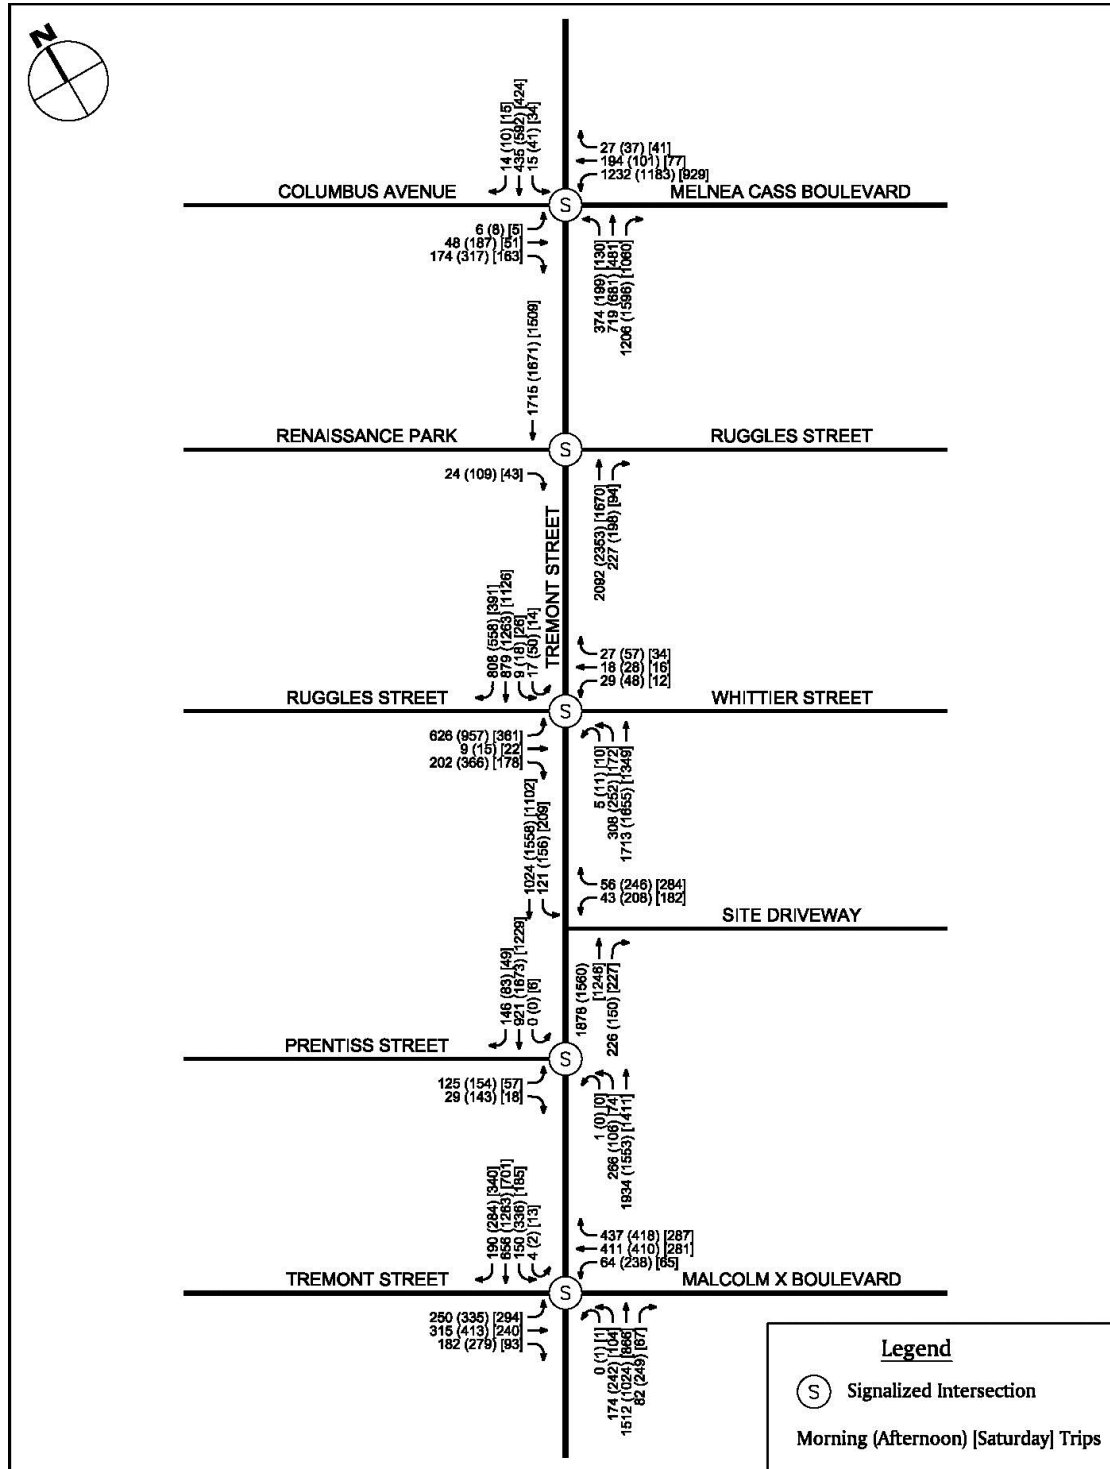 N
14 (10) [15]
435 (592) [424]
15 (41) [34]
27 (37) [41]
194 (101) [77]
1232 (1183) [929]
COLUMBUS AVENUE
MELNEA CASS BOULEVARD
S
6 (8) [5]
48 (187) [51]
174 (317) [163]
374 (199) [130]
719 (681) [481]
1206 (1596) [1060]
1715 (1671) [1509]
RENAISSANCE PARK
RUGGLES STREET
S
24 (109) [43]
2092 (2353) [1670]
227 (198) [94]
TREMONT STREET
808 (558) [391]
879 (1263) [1126]
9 (18) [26]
17 (50) [14]
27 (57) [34]
18 (28) [16]
29 (48) [12]
RUGGLES STREET
WHITTIER STREET
S
626 (957) [361]
9 (15) [22]
202 (366) [178]
5 (11) [10]
308 (252) [172]
1713 (1655) [1349]
1024 (1558) [1102]
121 (156) [209]
56 (246) [284]
43 (208) [182]
SITE DRIVEWAY
1878 (1560)
[1246]
226 (150) [227]
146 (83) [49]
921 (1673) [1229]
0 (0) [6]
PRENTISS STREET
S
125 (154) [57]
29 (143) [18]
1 (0) [0]
266 (106) [74]
1934 (1553) [1411]
190 (284) [340]
656 (1263) [701]
150 (336) [185]
4 (2) [13]
437 (418) [287]
411 (410) [281]
64 (238) [65]
TREMONT STREET
MALCOLM X BOULEVARD
S
250 (335) [294]
315 (413) [240]
182 (279) [93]
0 (1) [1]
174 (242) [104]
1512 (1024) [866]
82 (249) [67]
Legend
S Signalized Intersection
Morning (Afternoon) [Saturday] Trips